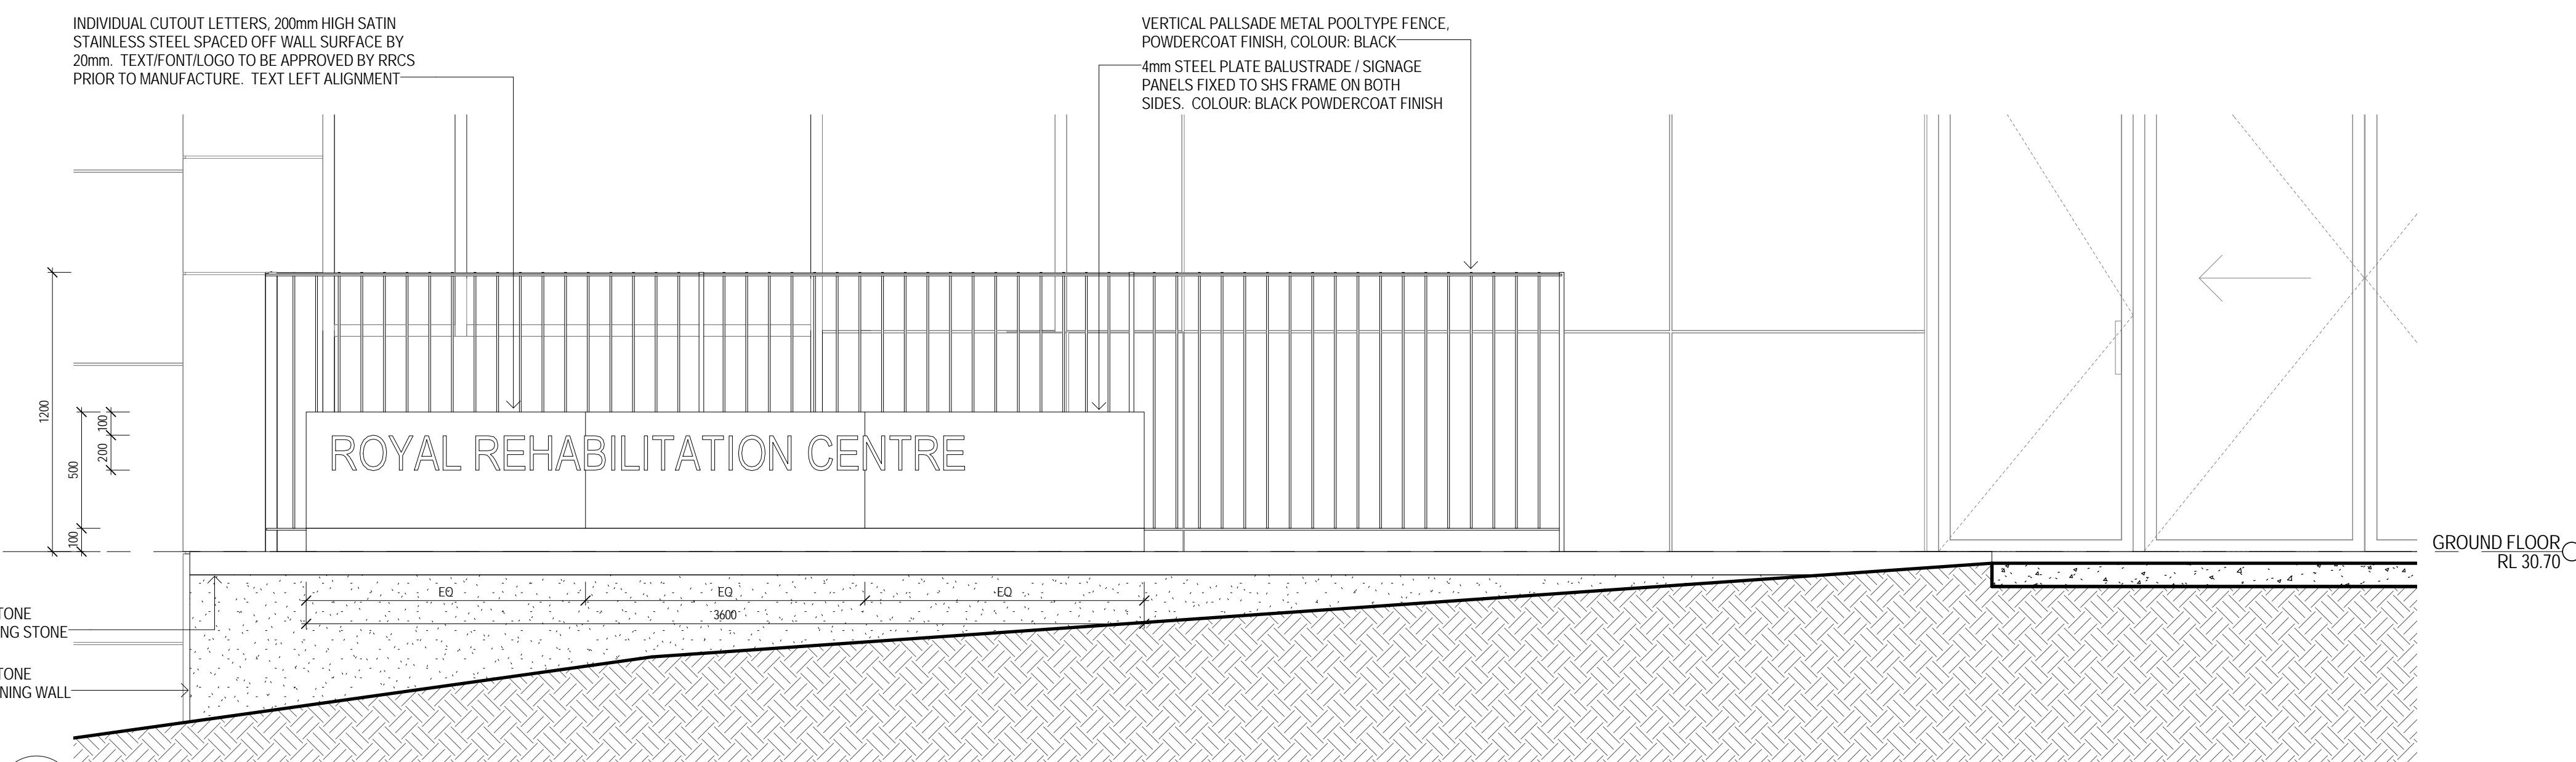 INDIVIDUAL CUTOUT LETTERS, 200mm HIGH SATIN
STAINLESS STEEL SPACED OFF WALL SURFACE BY
20mm.  TEXT/FONT/LOGO TO BE APPROVED BY RRCS
PRIOR TO MANUFACTURE.  TEXT LEFT ALIGNMENT
VERTICAL PALLSADE METAL POOLTYPE FENCE,
POWDERCOAT FINISH, COLOUR: BLACK
4mm STEEL PLATE BALUSTRADE / SIGNAGE
PANELS FIXED TO SHS FRAME ON BOTH
SIDES.  COLOUR: BLACK POWDERCOAT FINISH
1200
500
100
200
100
ROYAL REHABILITATION CENTRE
GROUND FLOOR
RL 30.70
EQ
EQ
EQ
3600
TONE
NG STONE
TONE
NING WALL